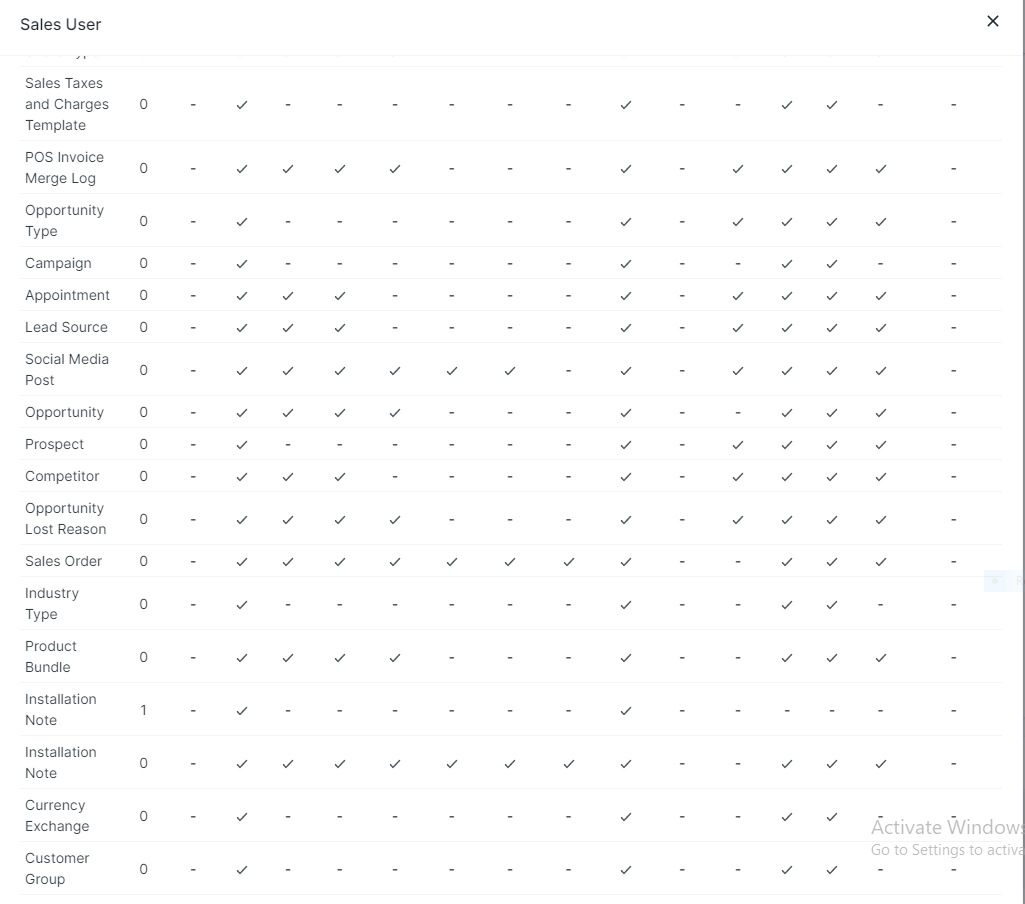 Sales User
Sales Taxes
and Charges
Template
0 - ✓ - - - - - - ✓ - - ✓ ✓ - -
POS Invoice
Merge Log
0 - ✓ ✓ ✓ ✓ - - - ✓ - ✓ ✓ ✓ ✓ -
Opportunity
Type
0 - ✓ - - - - - - ✓ - ✓ ✓ ✓ ✓ -
Campaign 0 - ✓ - - - - - - ✓ - - ✓ ✓ - -
Appointment 0 - ✓ ✓ ✓ - - - - ✓ - ✓ ✓ ✓ ✓ -
Lead Source 0 - ✓ ✓ ✓ - - - - ✓ - ✓ ✓ ✓ ✓ -
Social Media
Post
0 - ✓ ✓ ✓ ✓ ✓ ✓ - ✓ - ✓ ✓ ✓ ✓ -
Opportunity 0 - ✓ ✓ ✓ ✓ - - - ✓ - - ✓ ✓ ✓ -
Prospect 0 - ✓ - - - - - - ✓ - ✓ ✓ ✓ ✓ -
Competitor 0 - ✓ ✓ ✓ - - - - ✓ - ✓ ✓ ✓ ✓ -
Opportunity
Lost Reason
0 - ✓ ✓ ✓ ✓ - - - ✓ - ✓ ✓ ✓ ✓ -
Sales Order 0 - ✓ ✓ ✓ ✓ ✓ ✓ ✓ ✓ - - ✓ ✓ ✓ -
Industry
Type
0 - ✓ - - - - - - ✓ - - ✓ ✓ - -
Product
Bundle
0 - ✓ ✓ ✓ ✓ - - - ✓ - - ✓ ✓ ✓ -
Installation
Note
1 - ✓ - - - - - - ✓ - - - - - -
Installation
Note
0 - ✓ ✓ ✓ ✓ ✓ ✓ ✓ ✓ - - ✓ ✓ ✓ -
Currency
Exchange
0 - ✓ - - - - - - ✓ - - ✓ ✓ - -
Customer
Group
0 - ✓ - - - - - - ✓ - - ✓ ✓ - -
Activate Windows
Go to Settings to activa